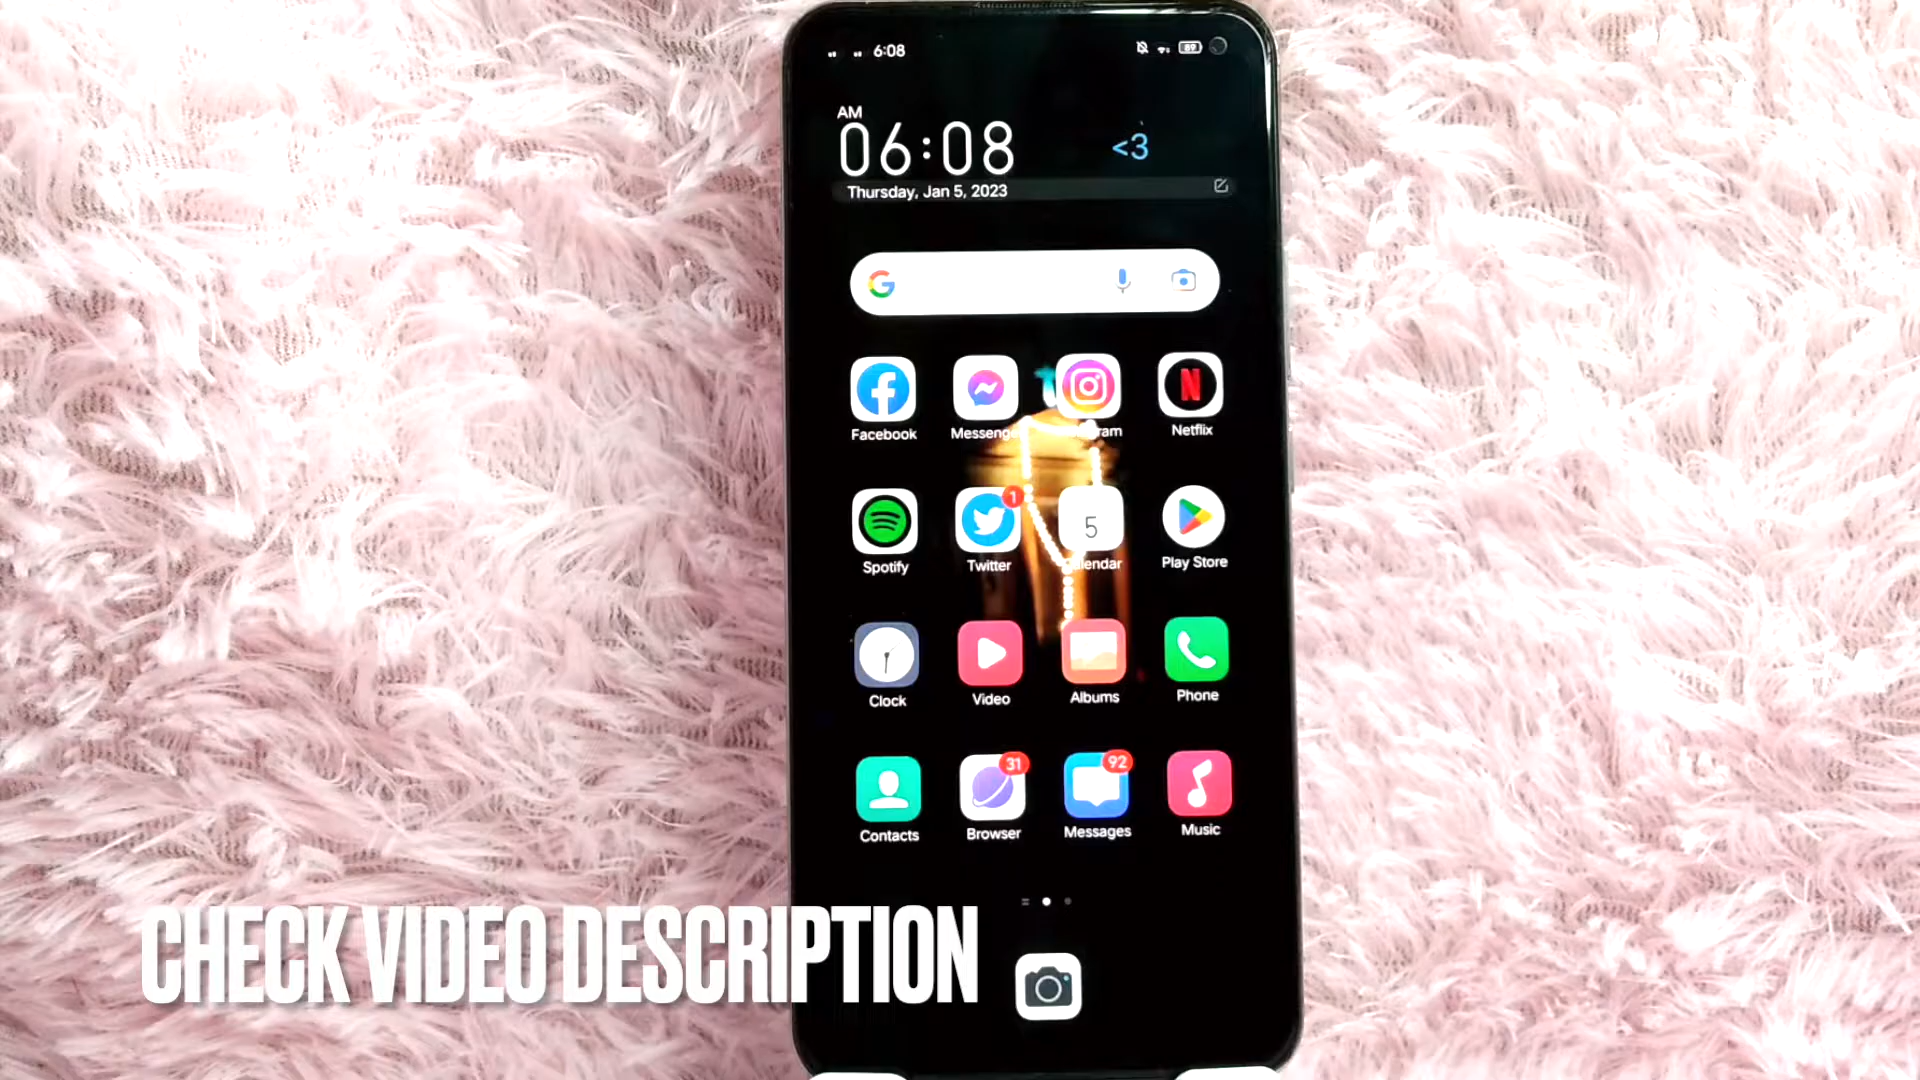 6:08
89
AM
06:08
<3
Thursday, Jan 5, 2023
Facebook
Netflix
Spotify
1
Twitter
5
Play Store
Clock
Video
Albums
Phone
31
92
Contacts
Browser
Messages
Music
CHECK VIDEO DESCRIPTION